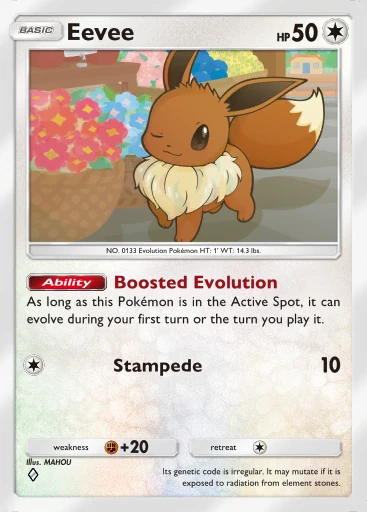 BASIC Eevee HP 50
NO. 0133 Evolution Pokémon HT: 1' WT: 14.3 lbs.
Ability Boosted Evolution
As long as this Pokémon is in the Active Spot, it can
evolve during your first turn or the turn you play it.
Stampede 10
weakness +20 retreat
Illus. MAHOU
Its genetic code is irregular. It may mutate if it is
exposed to radiation from element stones.